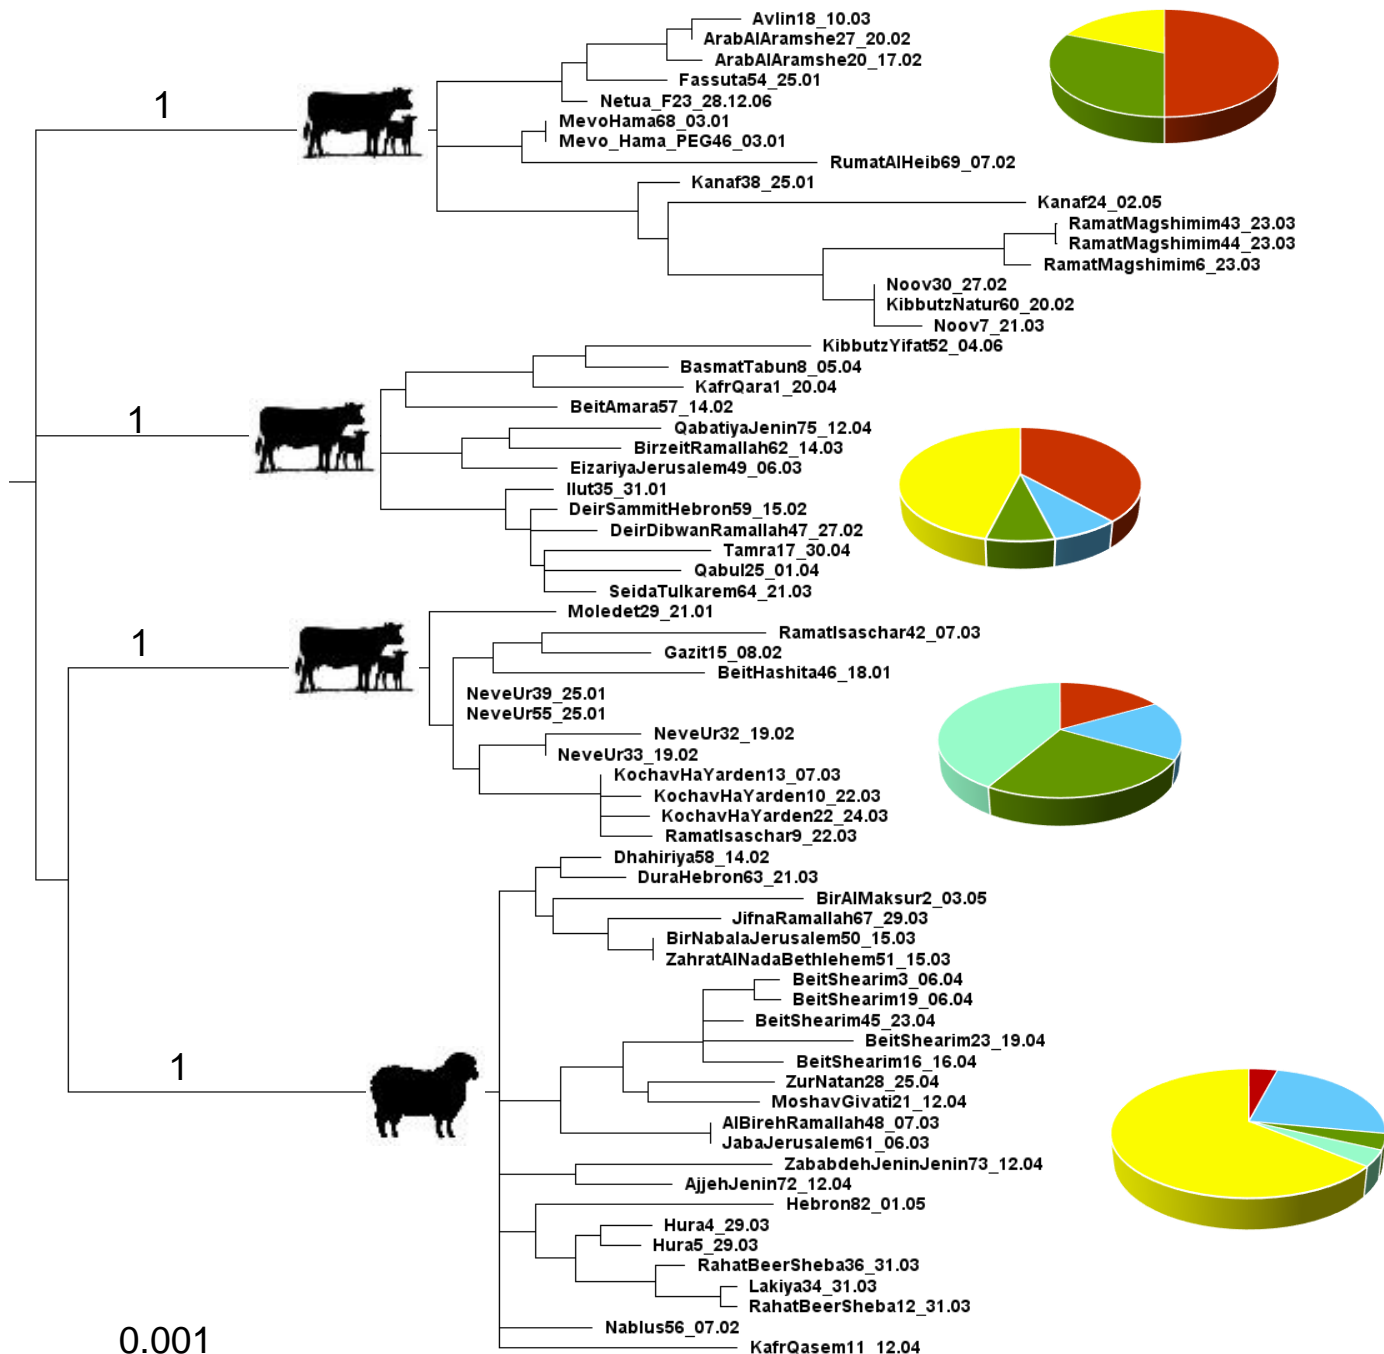 Avlin18_10.03
ArabAlAramshe27_20.02
ArabAlAramshe20_17.02
Fassuta54_25.01
Netua_F23_28.12.06
1
MevoHama68_03.01
Mevo_Hama_PEG46_03.01
RumatAlHeib69_07.02
Kanaf38_25.01
Kanaf24_02.05
RamatMagshimim43_23.03
RamatMagshimim44_23.03
RamatMagshimim6_23.03
Noov30_27.02
KibbutzNatur60_20.02
Noov7_21.03
KibbutzYifat52_04.06
BasmatTabun8_05.04
KafrQara1_20.04
BeitAmara57_14.02
1
QabatiyaJenin75_12.04
BirzeitRamallah62_14.03
EizariyaJerusalem49_06.03
Ilut35_31.01
DeirSammitHebron59_15.02
DeirDibwanRamallah47_27.02
Tamra17_30.04
Qabul25_01.04
SeidaTulkarem64_21.03
Moledet29_21.01
RamatIsaschar42_07.03
1
Gazit15_08.02
BeitHashita46_18.01
NeveUr39_25.01
NeveUr55_25.01
NeveUr32_19.02
NeveUr33_19.02
KochavHaYarden13_07.03
KochavHaYarden10_22.03
KochavHaYarden22_24.03
RamatIsaschar9_22.03
Dhahiriya58_14.02
DuraHebron63_21.03
BirAlMaksur2_03.05
JifnaRamallah67_29.03
BirNabalaJerusalem50_15.03
ZahratAlNadaBethlehem51_15.03
BeitShearim3_06.04
BeitShearim19_06.04
BeitShearim45_23.04
BeitShearim23_19.04
BeitShearim16_16.04
1
ZurNatan28_25.04
MoshavGivati21_12.04
AlBirehRamallah48_07.03
JabaJerusalem61_06.03
ZababdehJeninJenin73_12.04
AjjehJenin72_12.04
Hebron82_01.05
Hura4_29.03
Hura5_29.03
RahatBeerSheba36_31.03
Lakiya34_31.03
RahatBeerSheba12_31.03
Nablus56_07.02
0.001
KafrQasem11_12.04